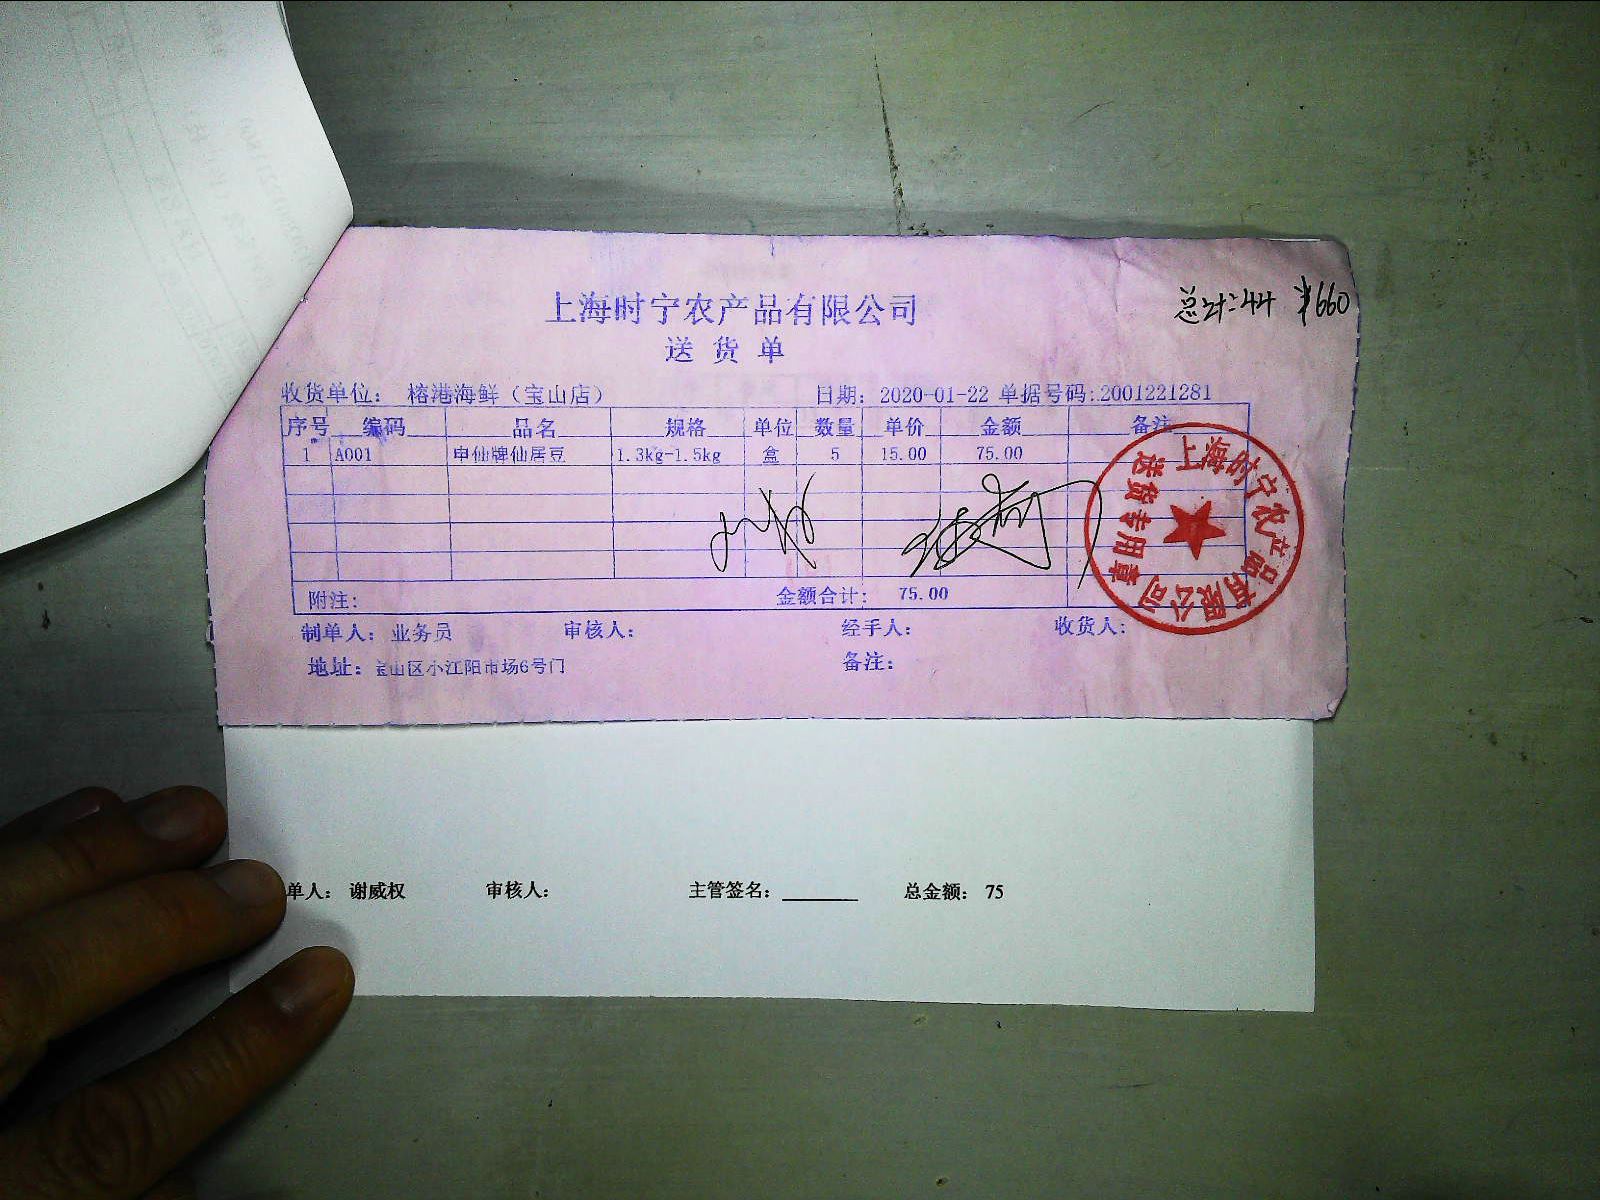 总计:44 ¥660
上海时宁农产品有限公司
送货单
收货单位: 榕港海鲜(宝山店) 日期: 2020-01-22 单据号码:2001221281
序号 编码 品名 规格 单位 数量 单价 金额 备注
1 A001 申仙牌仙居豆 1.3kg-1.5kg 盒 5 15.00 75.00
附注: 金额合计: 75.00
制单人: 业务员 审核人: 经手人: 收货人:
地址: 宝山区小江阳市场6号门 备注:
上海时宁农产品有限公司
送货专用章
单人: 谢威权 审核人: 主管签名: 总金额: 75